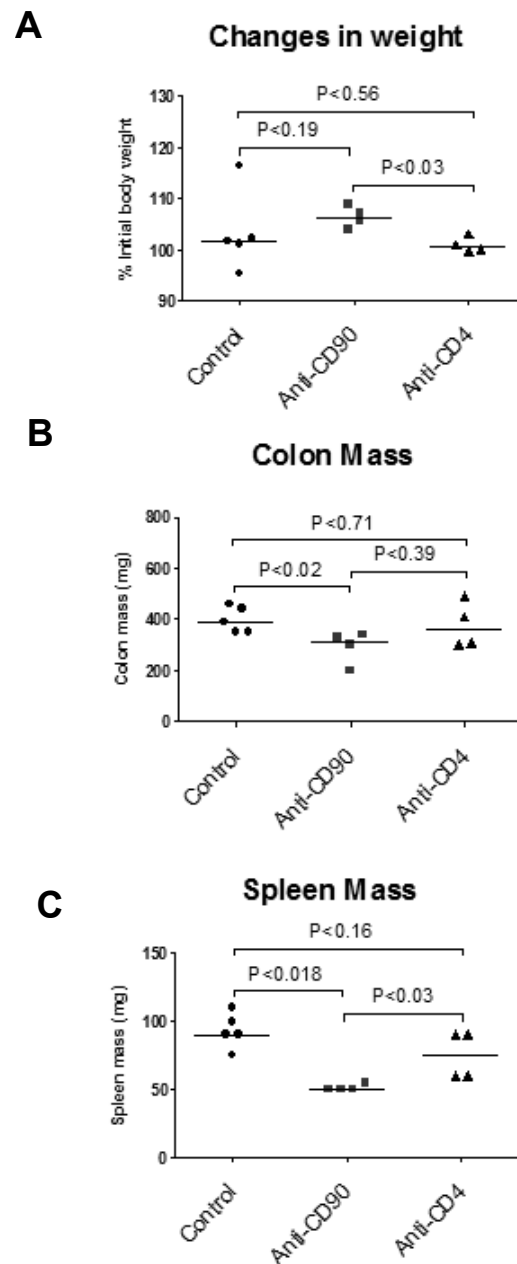 A
Changes in weight
130
P<0.56
P<0.19
120
P<0.03
110
100
90
% Initial body weight
Control
Anti-CD90
Anti-CD4
B
Colon Mass
800
P<0.71
600
P<0.02
P<0.39
400
200
0
Colon mass (mg)
Control
Anti-CD90
Anti-CD4
C
Spleen Mass
150
P<0.16
P<0.018
P<0.03
100
50
0
Spleen mass (mg)
Control
Anti-CD90
Anti-CD4